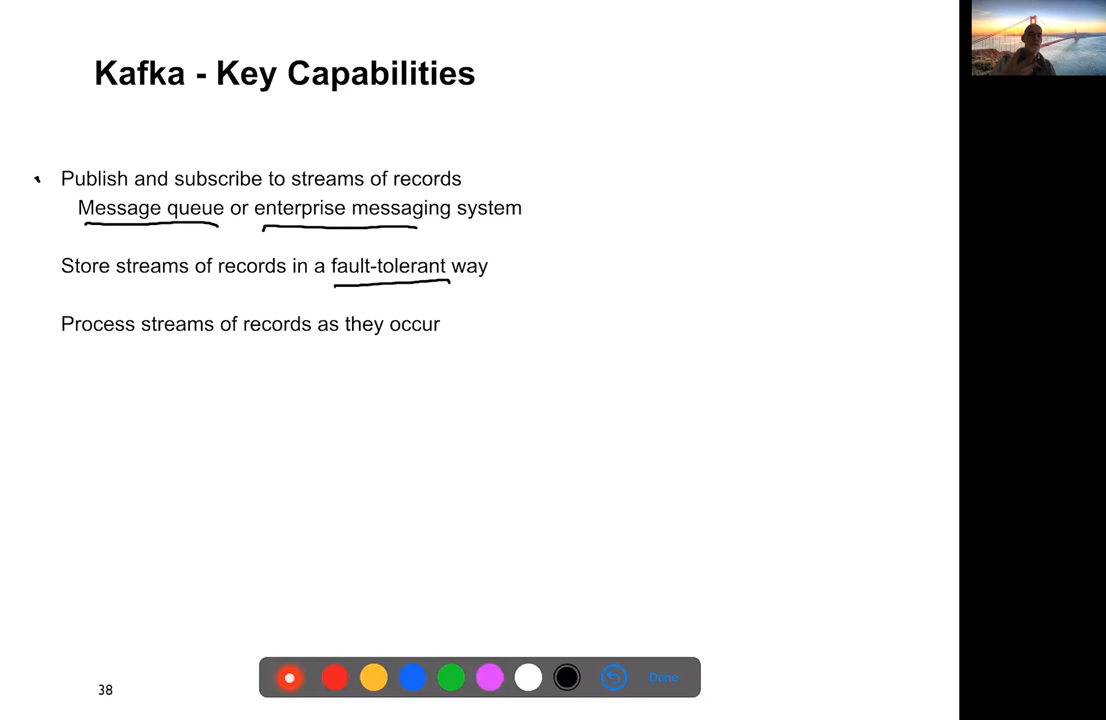 Kafka - Key Capabilities
Publish and subscribe to streams of records
Message queue or enterprise messaging system
Store streams of records in a fault-tolerant way
Process streams of records as they occur
Done
38